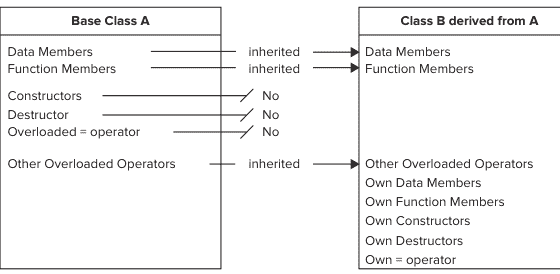 Base Class A Class B derived from A
Data Members inherited Data Members
Function Members inherited Function Members
Constructors No
Destructor No
Overloaded = operator No
Other Overloaded Operators inherited Other Overloaded Operators
Own Data Members
Own Function Members
Own Constructors
Own Destructors
Own = operator